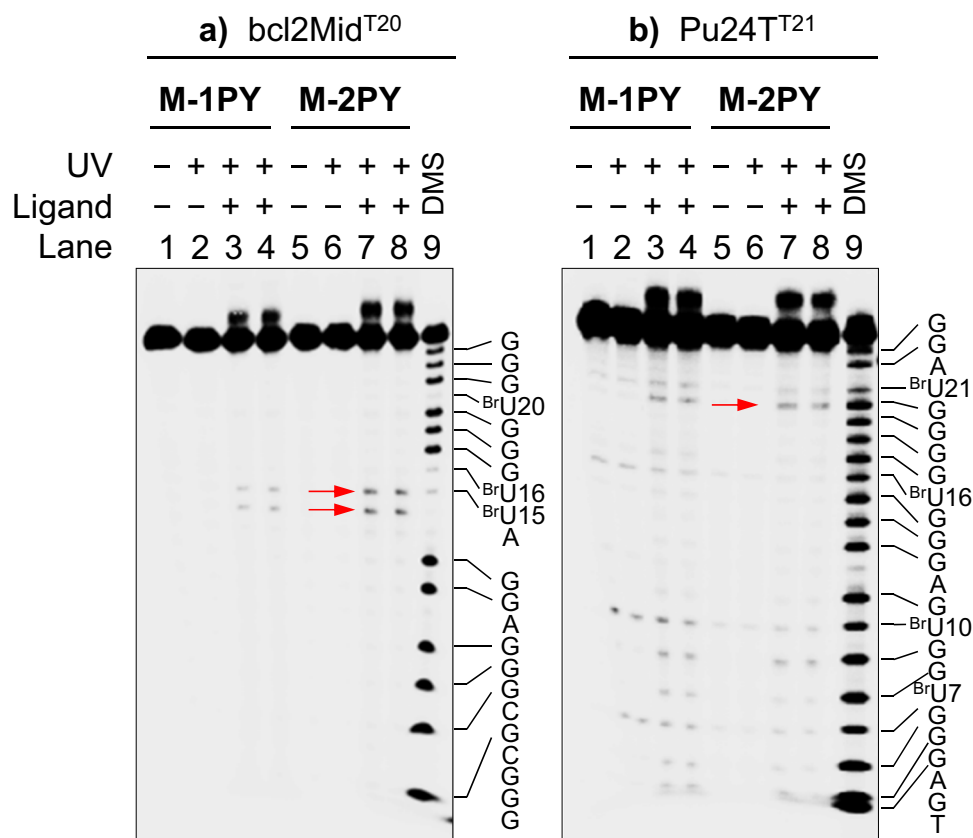 a) bcl2Mid^T20 b) Pu24T^T21
M-1PY M-2PY M-1PY M-2PY
UV – + + + – + + + DMS – + + + – + + + DMS
Ligand – – + + – – + + – – + + – – + +
Lane 1 2 3 4 5 6 7 8 9 1 2 3 4 5 6 7 8 9
G
G
G
BrU20
G
G
G
BrU16
BrU15
A
G
G
A
G
G
G
C
G
C
G
G
G
G
G
A
BrU21
G
G
G
G
BrU16
G
G
G
A
G
BrU10
G
G
BrU7
G
G
G
A
G
T